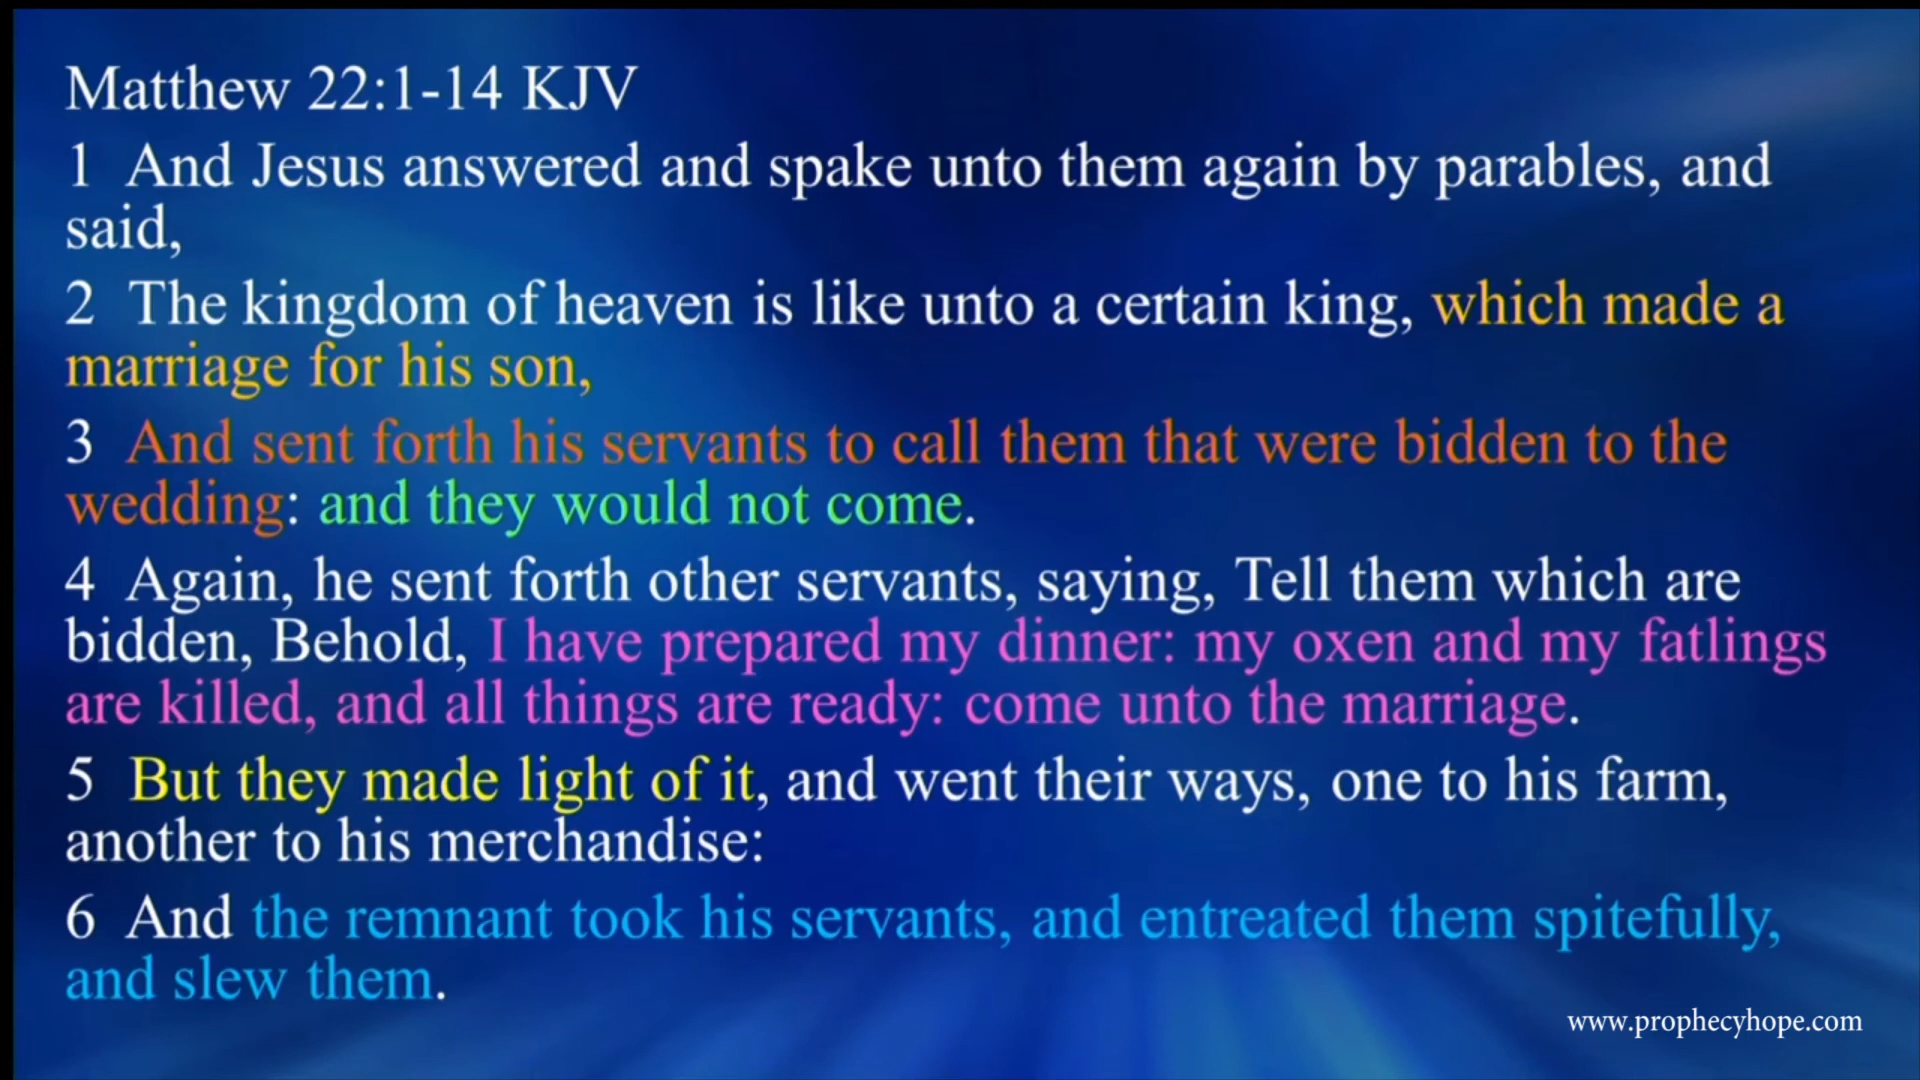 Matthew 22:1-14 KJV
1 And Jesus answered and spake unto them again by parables, and
said,
2 The kingdom of heaven is like unto a certain king, which made a
marriage for his son,
3 And sent forth his servants to call them that were bidden to the
wedding: and they would not come.
4 Again, he sent forth other servants, saying, Tell them which are
bidden, Behold, I have prepared my dinner: my oxen and my fatlings
are killed, and all things are ready: come unto the marriage.
5 But they made light of it, and went their ways, one to his farm,
another to his merchandise:
6 And the remnant took his servants, and entreated them spitefully,
and slew them.
www.prophecyhope.com